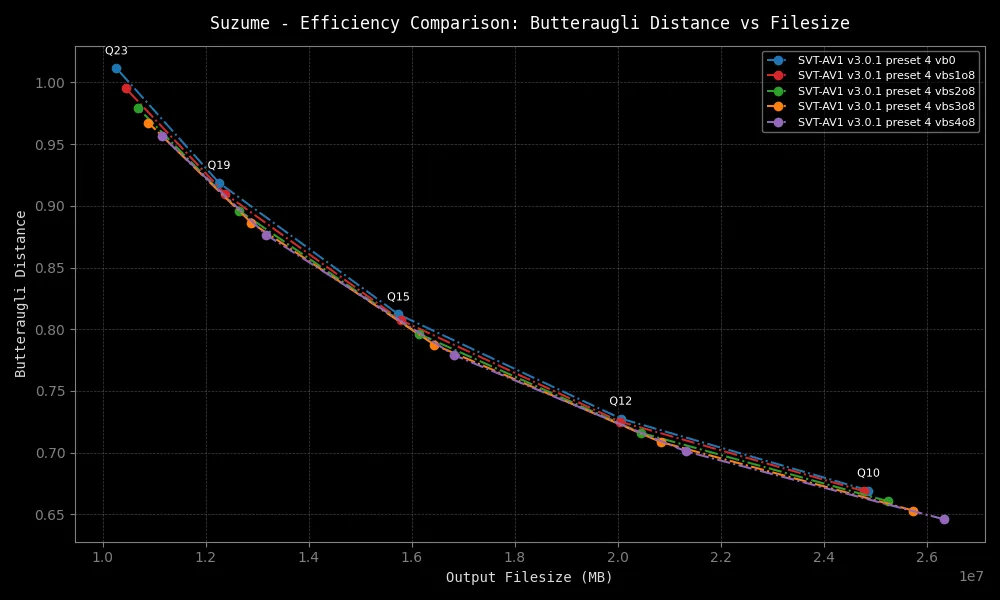 Suzume - Efficiency Comparison: Butteraugli Distance vs Filesize
Q23
SVT-AV1 v3.0.1 preset 4 vb0
SVT-AV1 v3.0.1 preset 4 vbs1o8
SVT-AV1 v3.0.1 preset 4 vbs2o8
SVT-AV1 v3.0.1 preset 4 vbs3o8
SVT-AV1 v3.0.1 preset 4 vbs4o8
1.00
0.95
0.90
0.85
0.80
0.75
0.70
0.65
Butteraugli Distance
Q19
Q15
Q12
Q10
1.0
1.2
1.4
1.6
1.8
2.0
2.2
2.4
2.6
1e7
Output Filesize (MB)